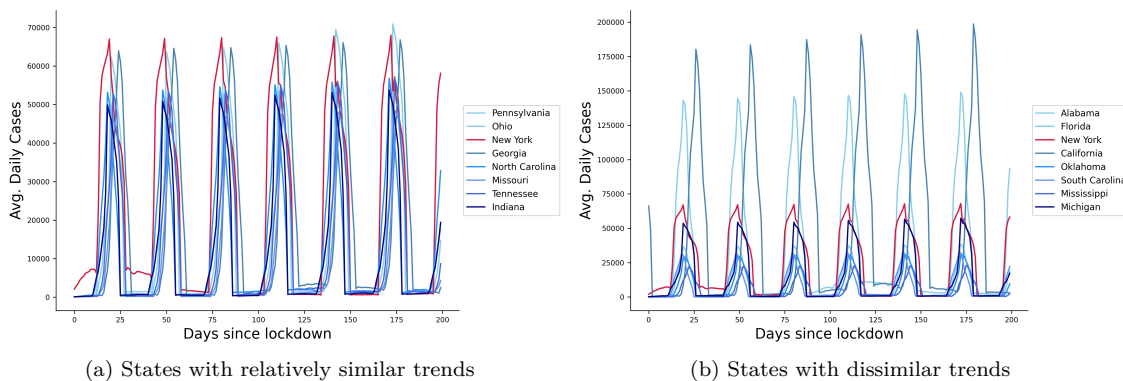 70000
60000
50000
40000
30000
20000
10000
0
Avg. Daily Cases
0 25 50 75 100 125 150 175 200
Days since lockdown
Pennsylvania
Ohio
New York
Georgia
North Carolina
Missouri
Tennessee
Indiana
(a) States with relatively similar trends
200000
175000
150000
125000
100000
75000
50000
25000
0
Avg. Daily Cases
0 25 50 75 100 125 150 175 200
Days since lockdown
Alabama
Florida
New York
California
Oklahoma
South Carolina
Mississippi
Michigan
(b) States with dissimilar trends